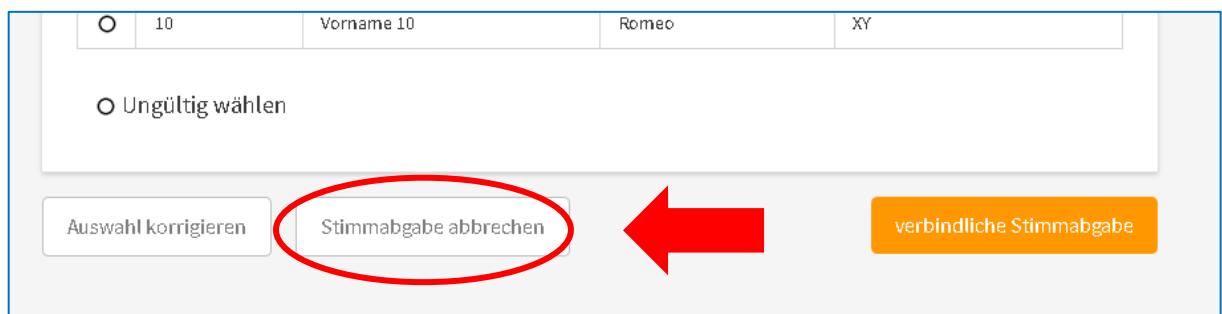 10 Vorname 10 Romeo XY
Ungültig wählen
Auswahl korrigieren Stimmabgabe abbrechen verbindliche Stimmabgabe